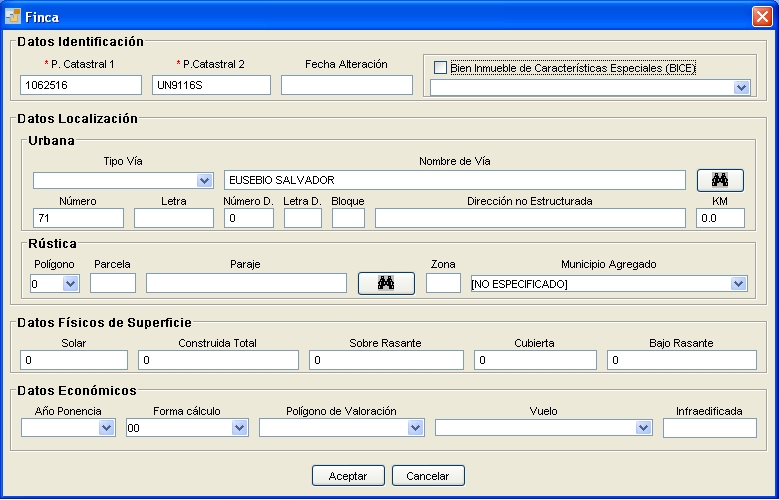 Finca
Datos Identificación
* P. Catastral 1 * P.Catastral 2 Fecha Alteración Bien Inmueble de Características Especiales (BICE)
1062516 UN9116S
Datos Localización
Urbana
Tipo Vía Nombre de Vía
EUSEBIO SALVADOR
Número Letra Número D. Letra D. Bloque Dirección no Estructurada KM
71 0 0.0
Rústica
Polígono Parcela Paraje Zona Municipio Agregado
0 [NO ESPECIFICADO]
Datos Físicos de Superficie
Solar Construida Total Sobre Rasante Cubierta Bajo Rasante
0 0 0 0 0
Datos Económicos
Año Ponencia Forma cálculo Polígono de Valoración Vuelo Infraedificada
00
Aceptar Cancelar